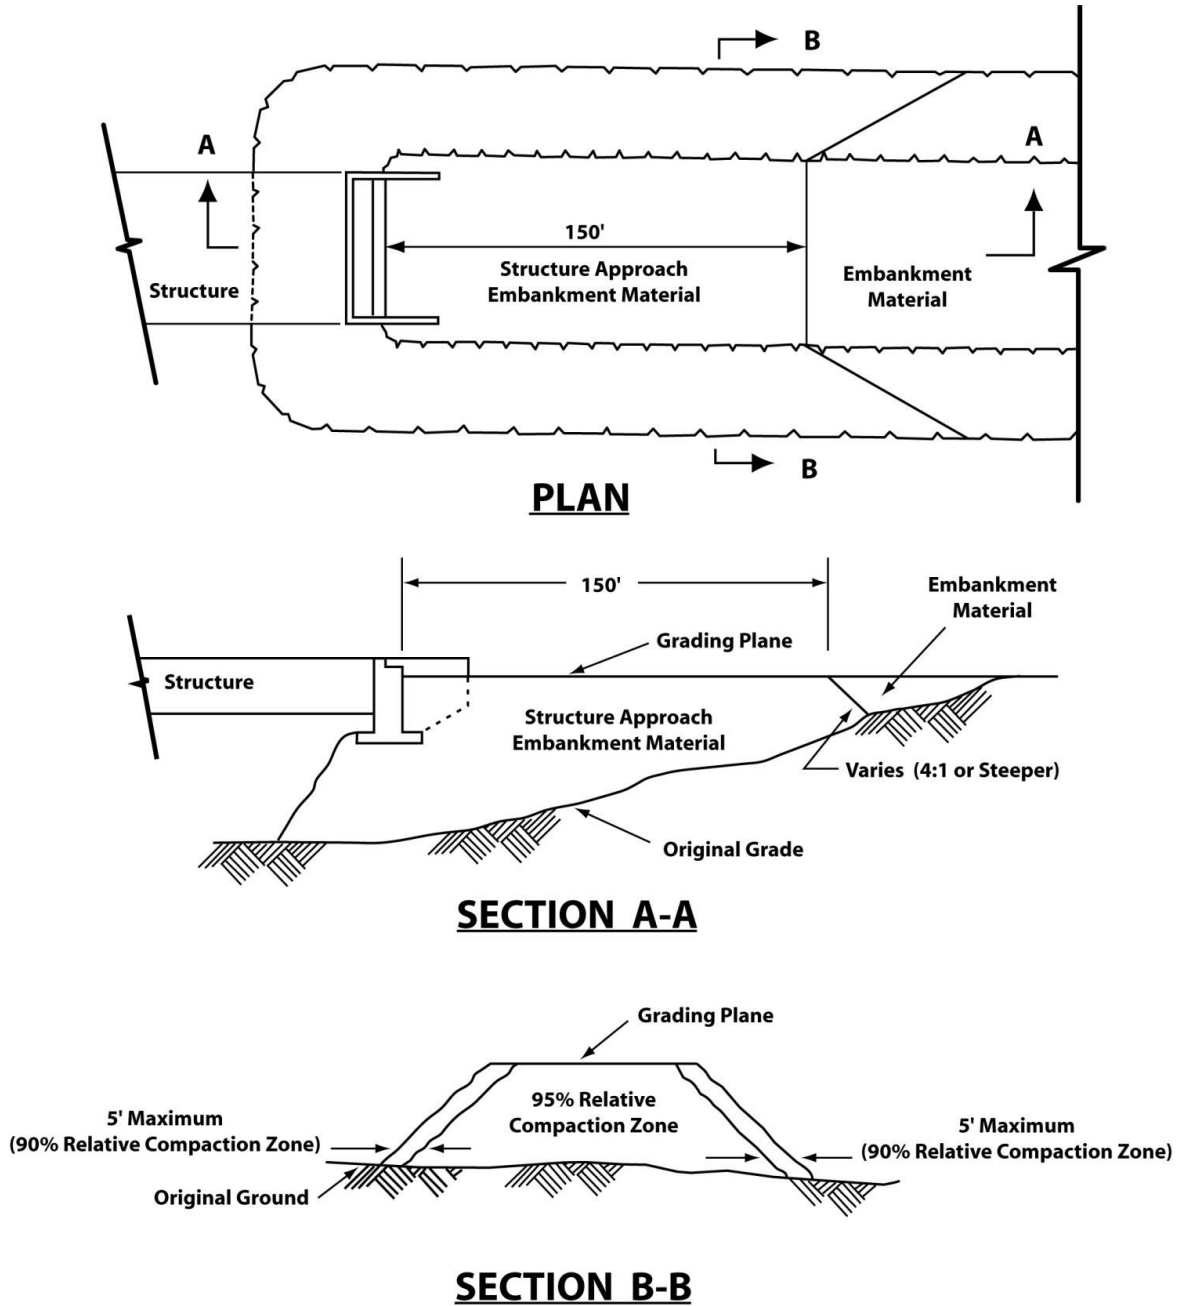 B
A
A
150'
Structure Approach
Embankment Material
Embankment
Material
Structure
B
PLAN
150'
Embankment
Material
Grading Plane
Structure
Structure Approach
Embankment Material
Varies (4:1 or Steeper)
Original Grade
SECTION A-A
Grading Plane
95% Relative
Compaction Zone
5' Maximum
(90% Relative Compaction Zone)
5' Maximum
(90% Relative Compaction Zone)
Original Ground
SECTION B-B